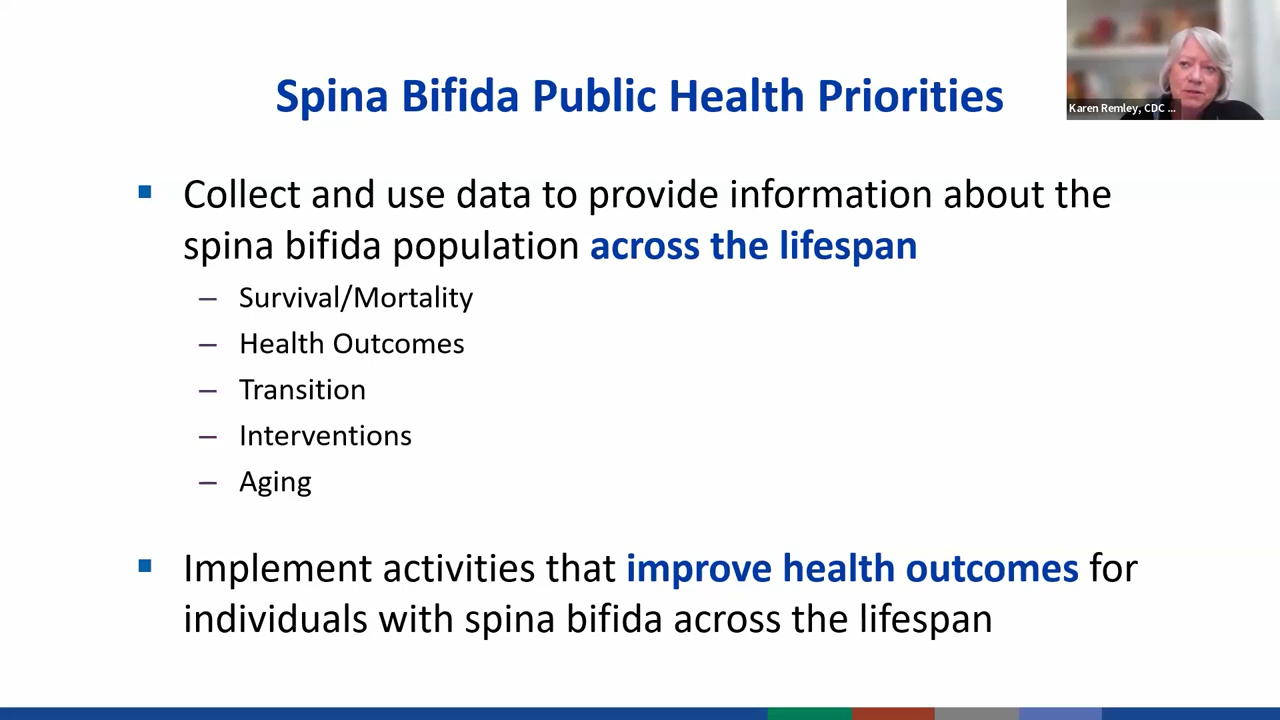 Spina Bifida Public Health Priorities
Karen Remley, CDC ...
Collect and use data to provide information about the
spina bifida population across the lifespan
– Survival/Mortality
– Health Outcomes
– Transition
– Interventions
– Aging
Implement activities that improve health outcomes for
individuals with spina bifida across the lifespan